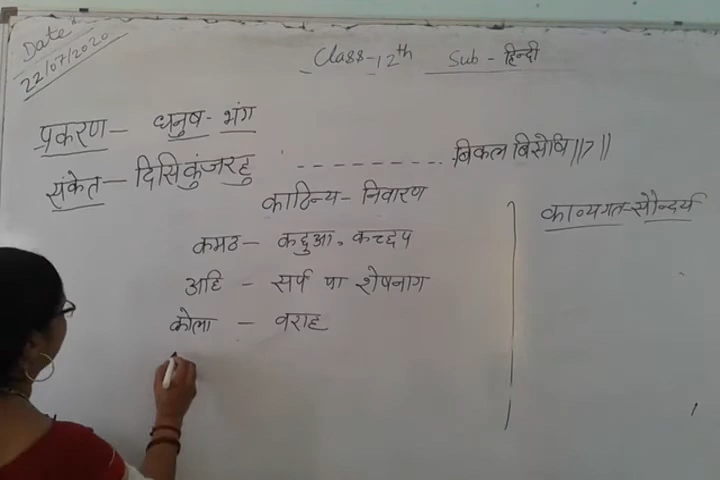 Date:
22/07/2020
Class-12th Sub - हिन्दी
प्रकरण - धनुष-भंग
संकेत - दिसिकुंजरहु - - - - - - - - - बिकल बिसेषि ||7||
काठिन्य - निवारण
काव्यगत-सौन्दर्य
कमठ - कछुआ, कच्छप
अहि - सर्प या शेषनाग
कोला - वराह